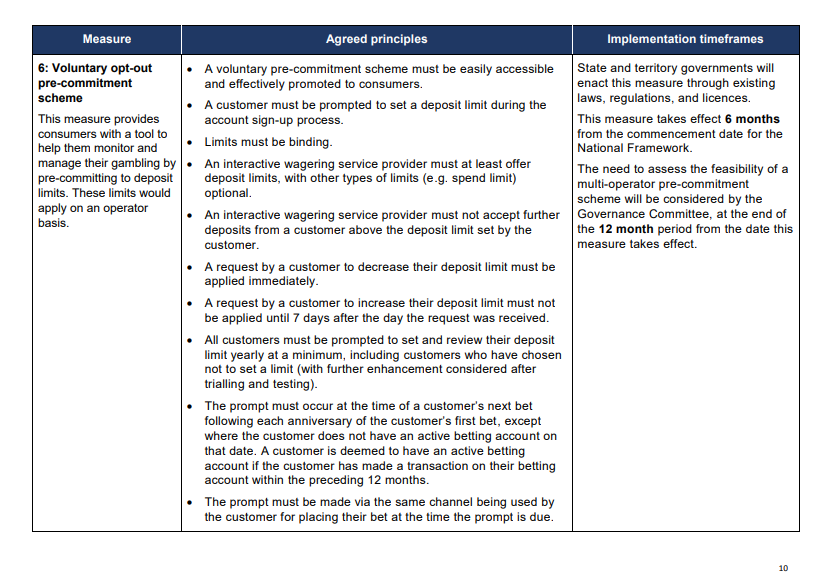 Measure
Agreed principles
Implementation timeframes
6: Voluntary opt-out
pre-commitment
scheme
This measure provides
consumers with a tool to
help them monitor and
manage their gambling by
pre-committing to deposit
limits. These limits would
apply on an operator
basis.
• A voluntary pre-commitment scheme must be easily accessible
and effectively promoted to consumers.
• A customer must be prompted to set a deposit limit during the
account sign-up process.
• Limits must be binding.
• An interactive wagering service provider must at least offer
deposit limits, with other types of limits (e.g. spend limit)
optional.
• An interactive wagering service provider must not accept further
deposits from a customer above the deposit limit set by the
customer.
• A request by a customer to decrease their deposit limit must be
applied immediately.
• A request by a customer to increase their deposit limit must not
be applied until 7 days after the day the request was received.
• All customers must be prompted to set and review their deposit
limit yearly at a minimum, including customers who have chosen
not to set a limit (with further enhancement considered after
trialling and testing).
• The prompt must occur at the time of a customer's next bet
following each anniversary of the customer's first bet, except
where the customer does not have an active betting account on
that date. A customer is deemed to have an active betting
account if the customer has made a transaction on their betting
account within the preceding 12 months.
• The prompt must be made via the same channel being used by
the customer for placing their bet at the time the prompt is due.
State and territory governments will
enact this measure through existing
laws, regulations, and licences.
This measure takes effect 6 months
from the commencement date for the
National Framework.
The need to assess the feasibility of a
multi-operator pre-commitment
scheme will be considered by the
Governance Committee, at the end of
the 12 month period from the date this
measure takes effect.
10